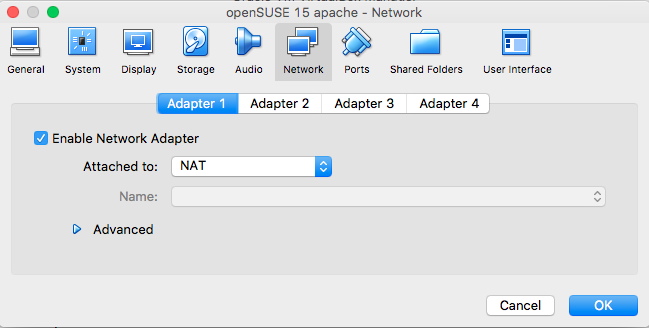 openSUSE 15 apache - Network
General System Display Storage Audio Network Ports Shared Folders User Interface
Adapter 1 Adapter 2 Adapter 3 Adapter 4
Enable Network Adapter
Attached to: NAT
Name:
Advanced
Cancel OK